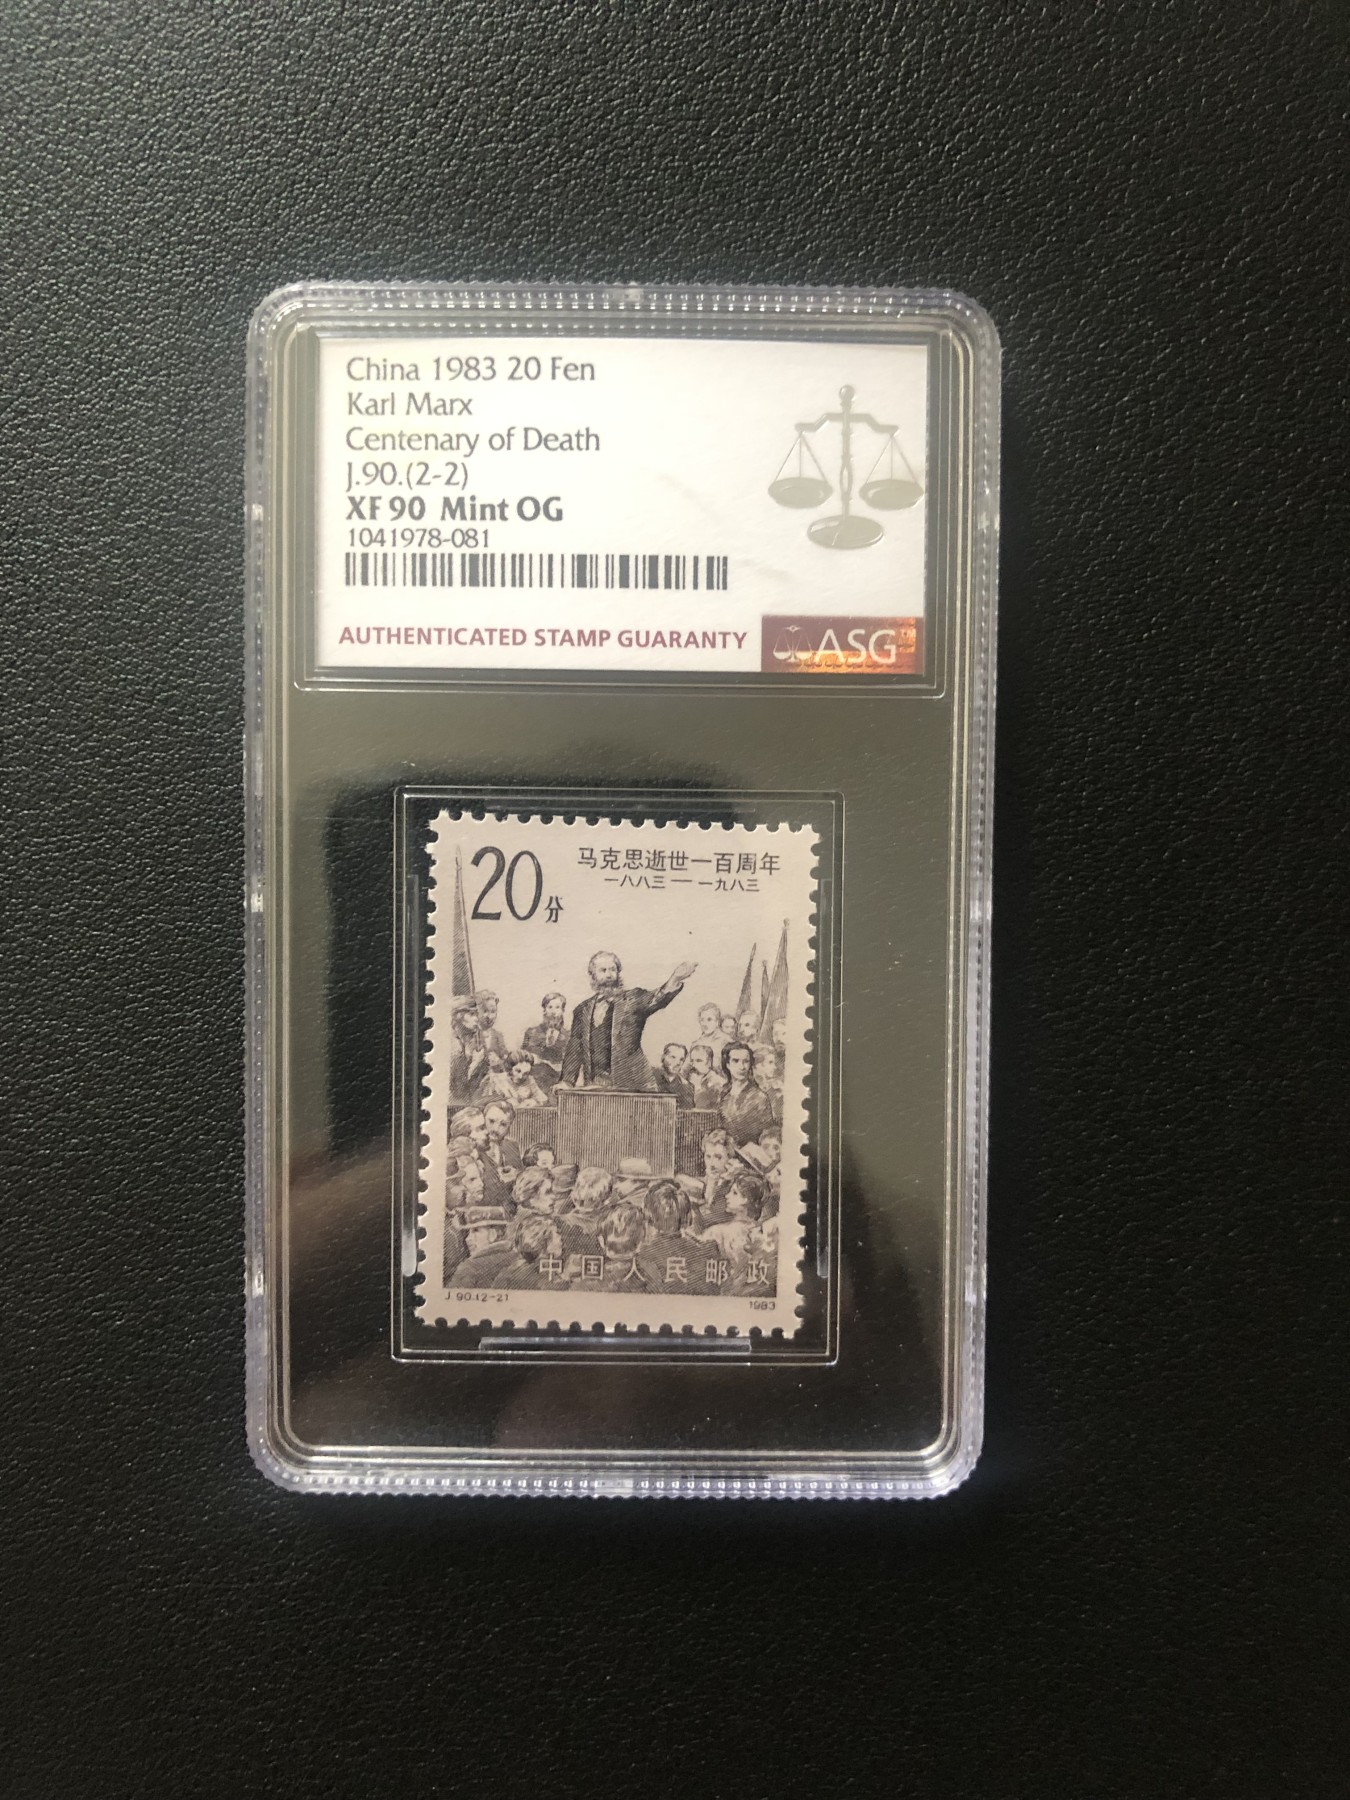 China 1983 20 Fen
Karl Marx
Centenary of Death
J.90.(2-2)
XF 90 Mint OG
1041978-081
AUTHENTICATED STAMP GUARANTY
ASG™
20分
马克思逝世一百周年
一八八三—一九八三
中国人民邮政
J.90.(2-2)
1983